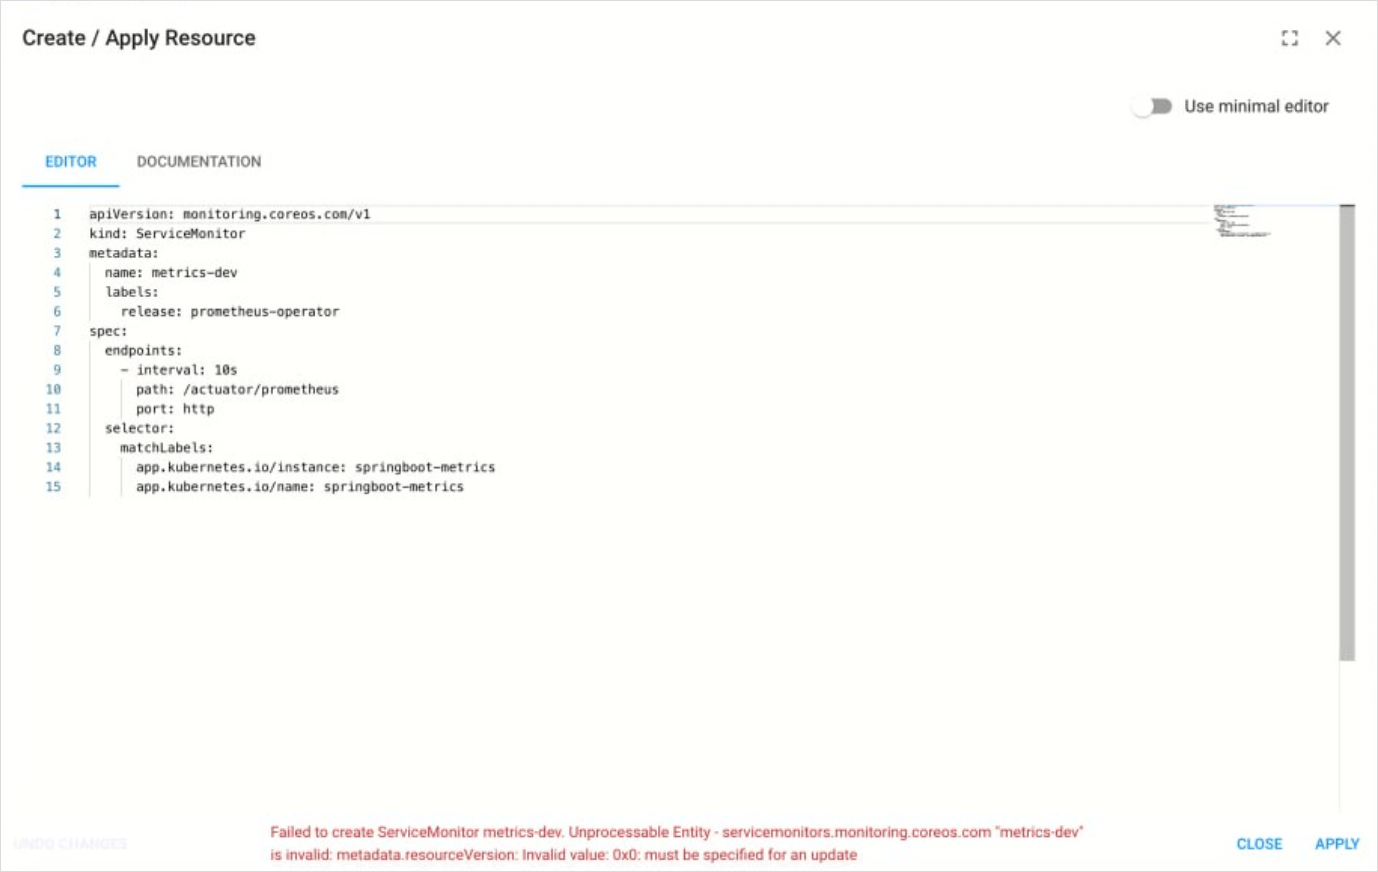 Create / Apply Resource
Use minimal editor
EDITOR DOCUMENTATION
1 apiVersion: monitoring.coreos.com/v1
2 kind: ServiceMonitor
3 metadata:
4   name: metrics-dev
5   labels:
6     release: prometheus-operator
7 spec:
8   endpoints:
9     - interval: 10s
10       path: /actuator/prometheus
11       port: http
12   selector:
13     matchLabels:
14       app.kubernetes.io/instance: springboot-metrics
15       app.kubernetes.io/name: springboot-metrics
Failed to create ServiceMonitor metrics-dev. Unprocessable Entity - servicemonitors.monitoring.coreos.com "metrics-dev"
is invalid: metadata.resourceVersion: Invalid value: 0x0: must be specified for an update
UNDO CHANGES
CLOSE APPLY